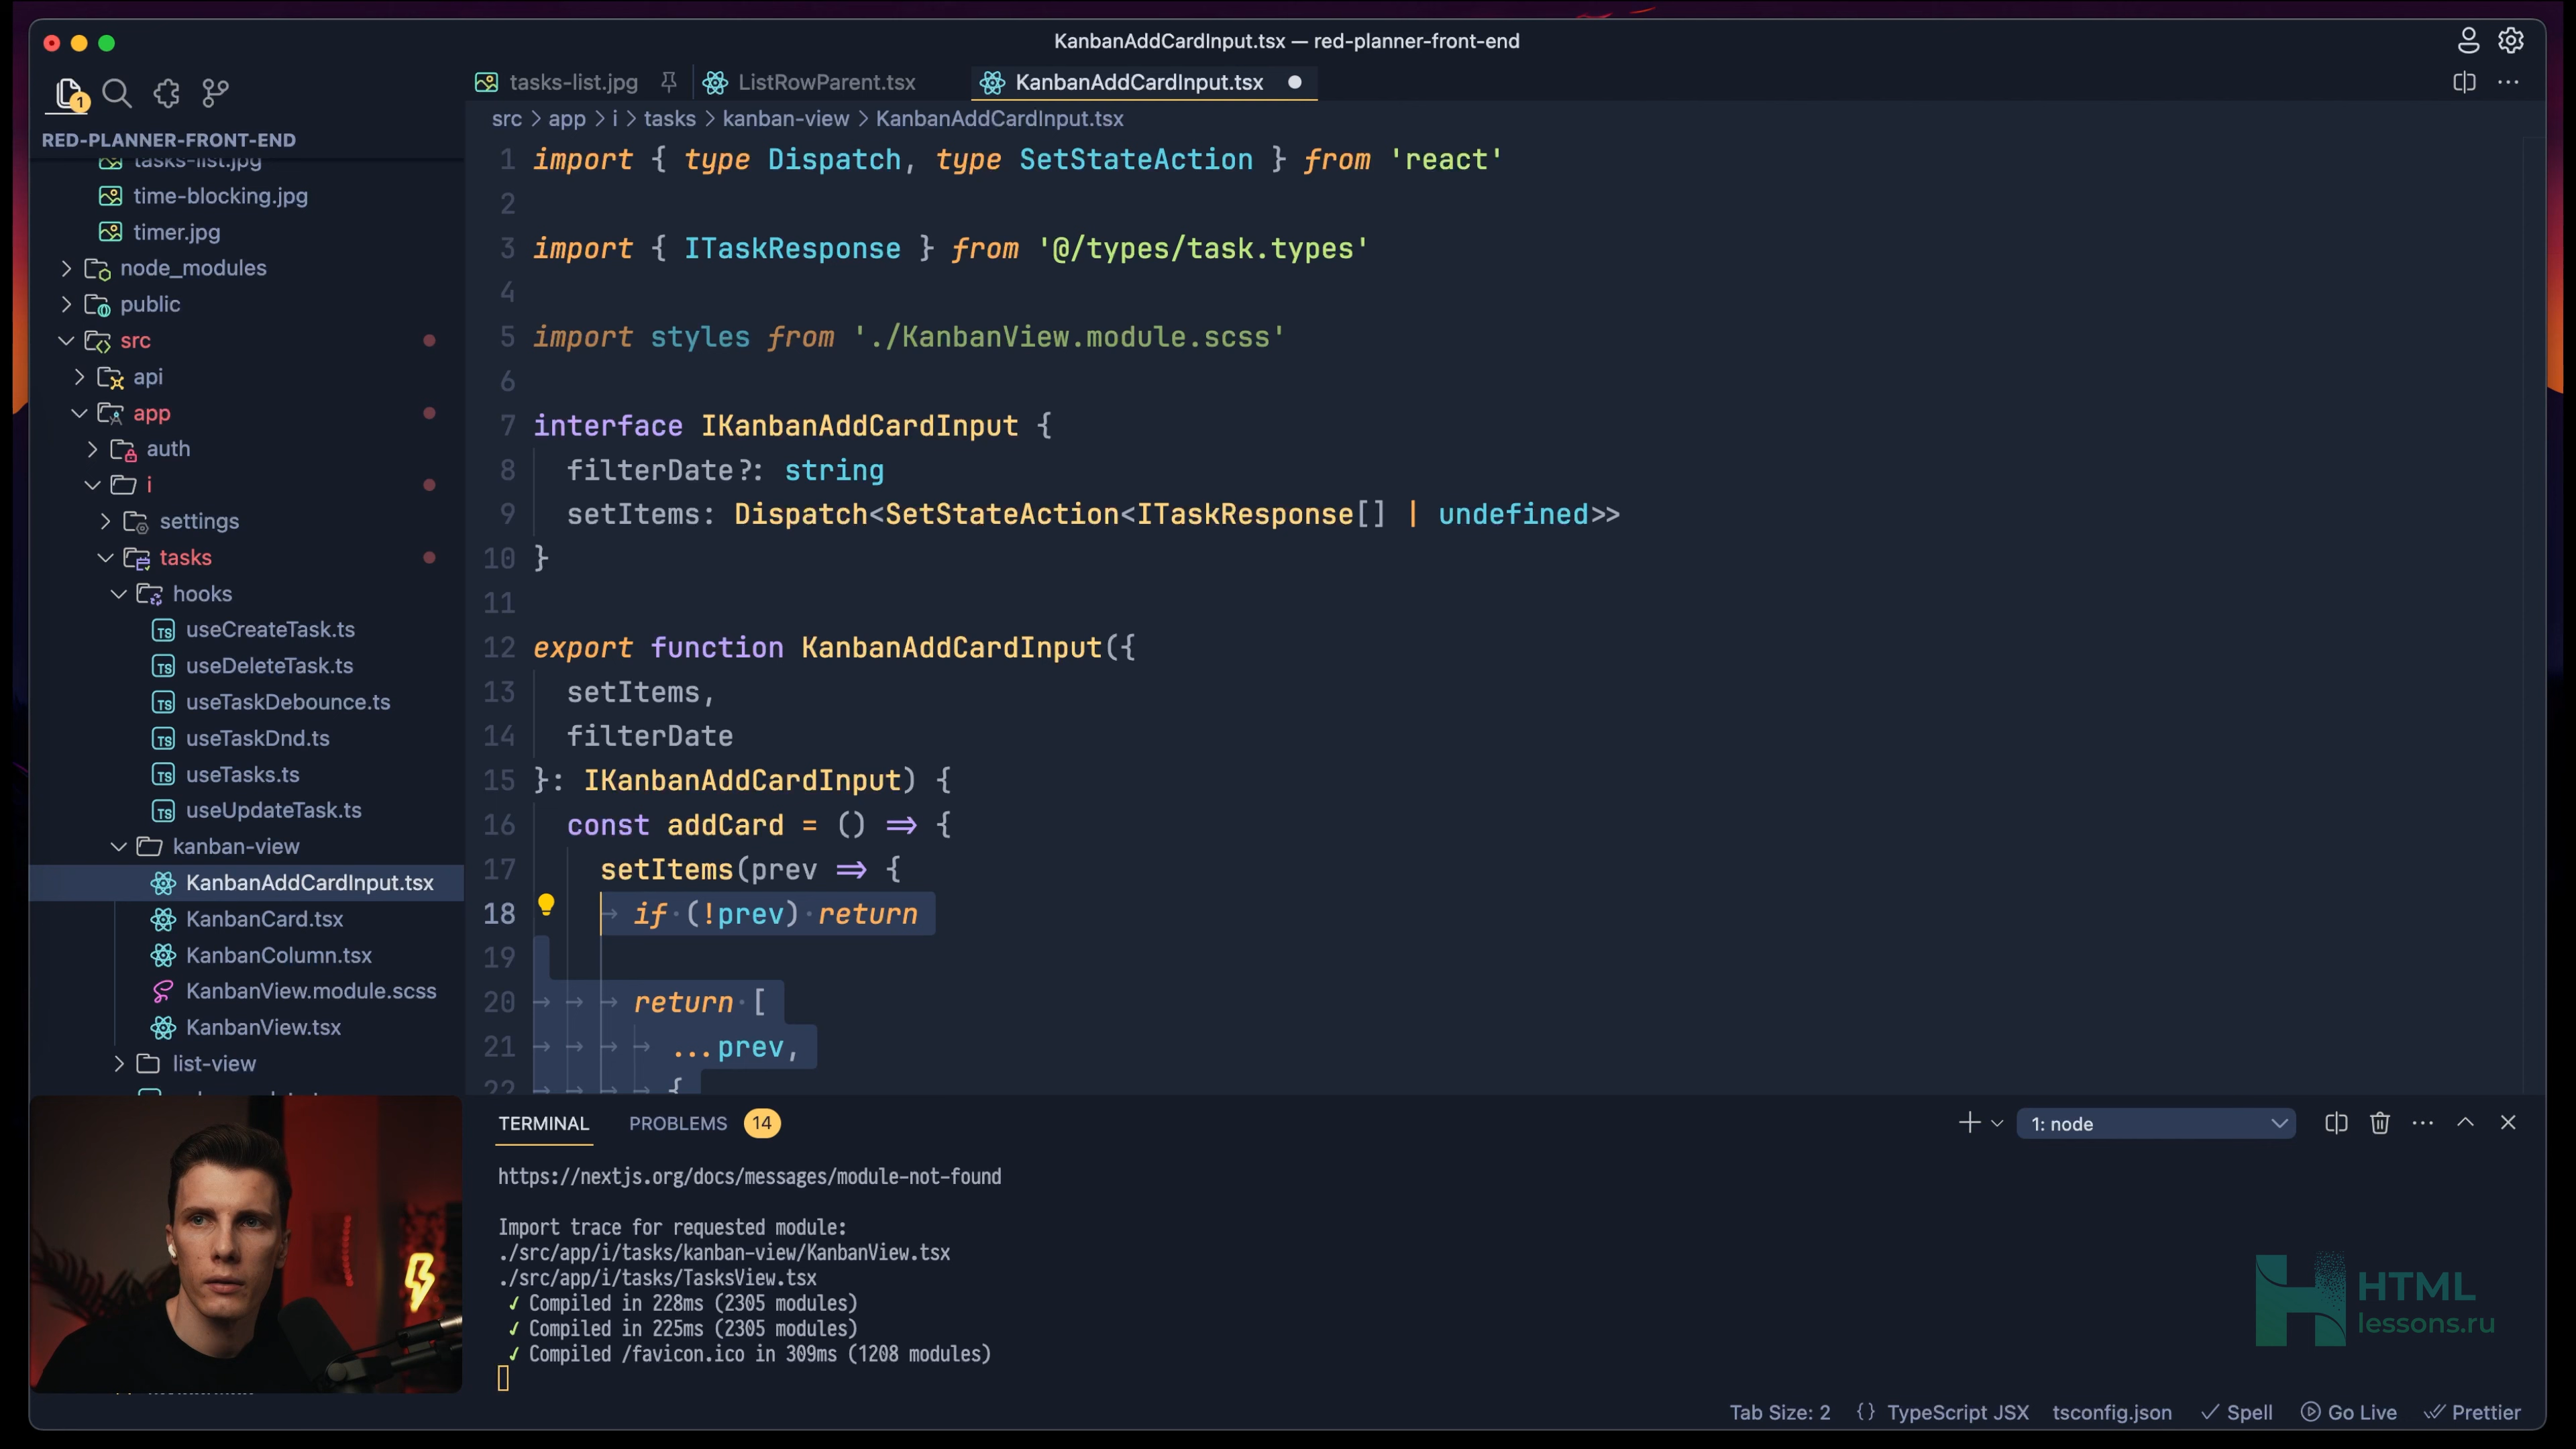 KanbanAddCardInput.tsx — red-planner-front-end
1
tasks-list.jpg
ListRowParent.tsx
KanbanAddCardInput.tsx
RED-PLANNER-FRONT-END
src > app > i > tasks > kanban-view > KanbanAddCardInput.tsx
tasks-list.jpg
time-blocking.jpg
timer.jpg
node_modules
public
src
api
app
auth
i
settings
tasks
hooks
useCreateTask.ts
useDeleteTask.ts
useTaskDebounce.ts
useTaskDnd.ts
useTasks.ts
useUpdateTask.ts
kanban-view
KanbanAddCardInput.tsx
KanbanCard.tsx
KanbanColumn.tsx
KanbanView.module.scss
KanbanView.tsx
list-view
1 import { type Dispatch, type SetStateAction } from 'react'
2
3 import { ITaskResponse } from '@/types/task.types'
4
5 import styles from './KanbanView.module.scss'
6
7 interface IKanbanAddCardInput {
8 filterDate?: string
9 setItems: Dispatch<SetStateAction<ITaskResponse[] | undefined>>
10 }
11
12 export function KanbanAddCardInput({
13 setItems,
14 filterDate
15 }: IKanbanAddCardInput) {
16 const addCard = () => {
17 setItems(prev => {
18 if (!prev) return
19
20 return [
21 ...prev,
22 {
TERMINAL PROBLEMS 14
1: node
https://nextjs.org/docs/messages/module-not-found
Import trace for requested module:
./src/app/i/tasks/kanban-view/KanbanView.tsx
./src/app/i/tasks/TasksView.tsx
✓ Compiled in 228ms (2305 modules)
✓ Compiled in 225ms (2305 modules)
✓ Compiled /favicon.ico in 309ms (1208 modules)
HTML
lessons.ru
Tab Size: 2 {} TypeScript JSX tsconfig.json Spell Go Live Prettier